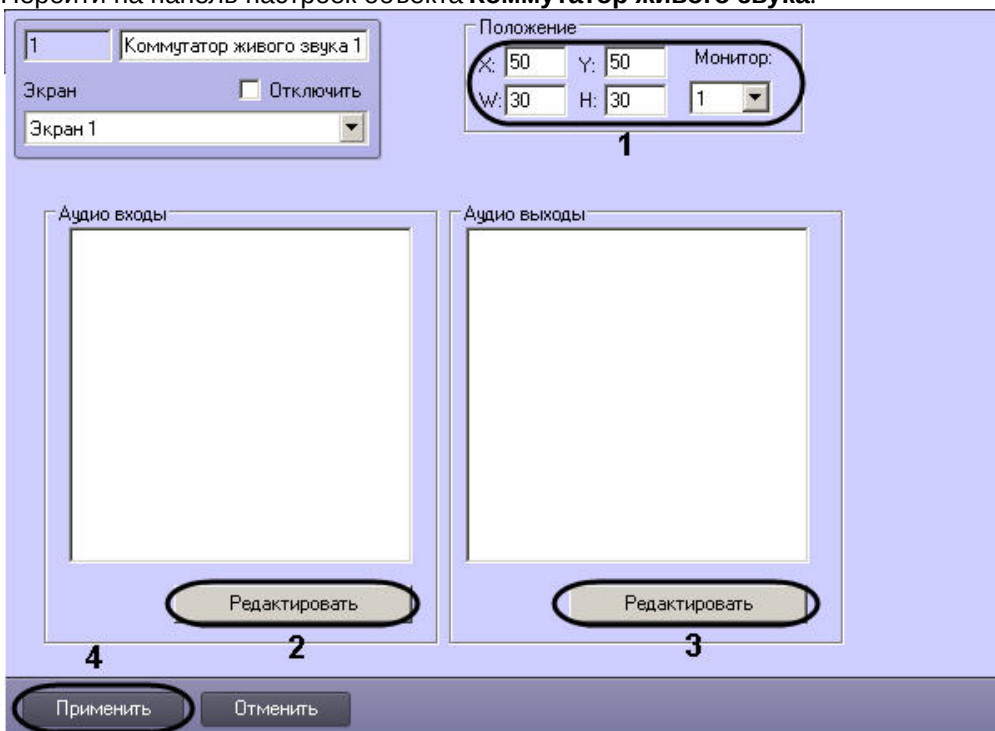 Перейти на панель настроек объекта Коммутатор живого звука.
1 Коммутатор живого звука 1
Экран Отключить
Экран 1
Положение
X: 50 Y: 50 Монитор:
W: 30 H: 30 1
1
Аудио входы Аудио выходы
Редактировать Редактировать
2 3
4
Применить Отменить